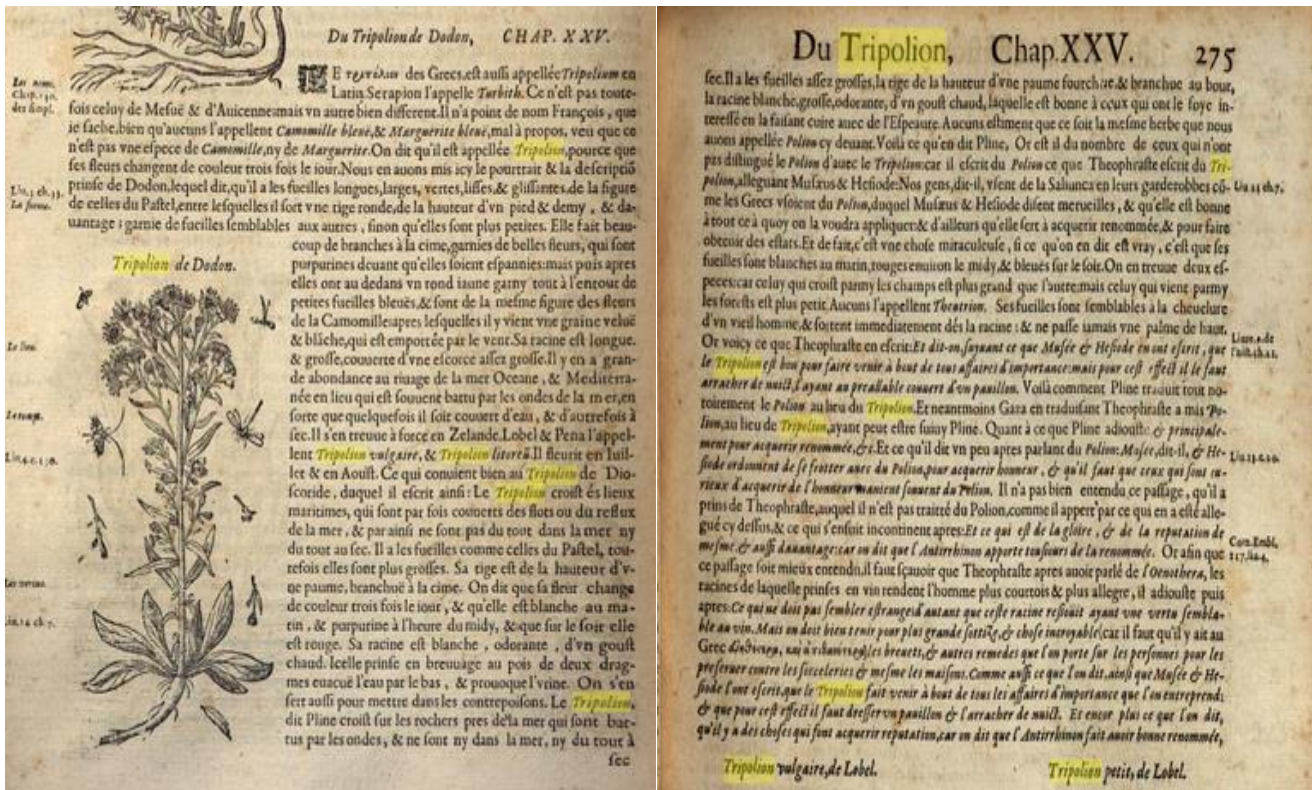 Du Tripolion de Dodon, CHAP. XXV.
Les noms.
Chap.130.
des simpl.
LE τριπόλιον des Grecs, est aussi appellée Tripolium en
Latin. Serapion l'appelle Turbith. Ce n'est pas toute-
fois celuy de Mesué & d'Auicenne: mais vn autre bien different. Il n'a point de nom François, que
ie sache, bien qu'aucuns l'appellent Camomille bleuë, & Marguerite bleuë, mal à propos, veu que ce
n'est pas vne espece de Camomille, ny de Marguerite. On dit qu'il est appellée Tripolion, pource que
ses fleurs changent de couleur trois fois le iour. Nous en auons mis icy le pourtrait & la descriptiō
prinse de Dodon, lequel dit, qu'il a les fueilles longues, larges, vertes, lisses, & glissantes, de la figure
La forme.
de celles du Pastel, entre lesquelles il sort vne tige ronde, de la hauteur d'vn pied & demy, & da-
uantage: garnie de fueilles semblables aux autres, sinon qu'elles sont plus petites. Elle fait beau-
coup de branches à la cime, garnies de belles fleurs, qui sont
purpurines deuant qu'elles soient espannies: mais puis apres
elles ont au dedans vn rond iaune garny tout à l'entour de
petites fueilles bleuës, & sont de la mesme figure des fleurs
de la Camomille: apres lesquelles il y vient vne graine veluë
& blāche, qui est emportée par le vent. Sa racine est longue.
& grosse, couuerte d'vne escorce assez grosse. Il y en a gran-
Le lieu.
de abondance au riuage de la mer Oceane, & Mediterra-
née en lieu qui est souuent battu par les ondes de la mer, en
sorte que quelquefois il soit couuert d'eau, & d'autrefois à
sec. Il s'en treuue à force en Zelande. Lobel & Pena l'appel-
lent Tripolion vulgaire, & Tripolion litoreū. Il fleurit en Iuil-
Le temps.
let & en Aoust. Ce qui conuient bien au Tripolion de Dio-
scoride, duquel il escrit ainsi: Le Tripolion croist és lieux
maritimes, qui sont par fois couuerts des flots ou du reflux
de la mer, & par ainsi ne sont pas du tout dans la mer ny
du tout au sec. Il a les fueilles comme celles du Pastel, tou-
refois elles sont plus grosses. Sa tige est de la hauteur d'v-
ne paume, branchuë à la cime. On dit que sa fleur change
de couleur trois fois le iour, & qu'elle est blanche au ma-
tin, & purpurine à l'heure du midy, & que sur le soir elle
est rouge. Sa racine est blanche, odorante, d'vn goust
chaud. Icelle prinse en breuuàge au pois de deux drag-
mes euacuë l'eau par le bas, & prouoque l'vrine. On s'en
sert aussi pour mettre dans les contrepoisons. Le Tripolion,
dit Pline croist sur les rochers pres de la mer qui sont bat-
tus par les ondes, & ne sont ny dans la mer, ny du tout à
sec
Tripolion de Dodon.
Du Tripolion, Chap. XXV. 275
sec. Il a les fueilles assez grosses, la tige de la hauteur d'vne paume fourchuë, & branchue au bout,
la racine blanche, grosse, odorante, d'vn goust chaud, laquelle est bonne à ceux qui ont le foye in-
teressé en la faisant cuire auec de l'Espeaute. Aucuns estiment que ce soit la mesme herbe que nous
auons appellée Polion cy deuant. Voilà ce qu'en dit Pline, Or est il du nombre de ceux qui n'ont
pas distingué le Polion d'auec le Tripolion: car il escrit du Polion ce que Theophraste escrit du Tri-
polion, alleguant Musæus & Hesiode: Nos gens, dit-il, vsent de la Saliunca en leurs garderobbes cō-
me les Grecs vsoient du Polion, duquel Musæus & Hesiode disent merueilles, & qu'elle est bonne
à tout ce à quoy on la voudra appliquer: & d'ailleurs qu'elle sert à acquerir renommée, & pour faire
obtenir des estats. Et de fait, c'est vne chose miraculeuse, si ce qu'on en dit est vray, c'est que ses
fueilles sont blanches au matin, rouges enuiron le midy, & bleuës sur le soir. On en treuue deux es-
peces: car celuy qui croist parmy les champs est plus grand que l'autre: mais celuy qui vient parmy
les forests est plus petit. Aucuns l'appellent Theutrion. Ses fueilles sont semblables à la cheuelure
d'vn vieil homme, & sortent immediatement dés la racine: & ne passe iamais vne palme de haut.
Or voicy ce que Theophraste en escrit: Et dit-on, suyuant ce que Musée & Hesiode en ont escrit, que
le Tripolion est bon pour faire venir à bout de tous affaires d'importance: mais pour cest effect il le faut
arracher de nuict, l'ayant au preallable couuert d'vn pauillon. Voilà comment Pline traduit tout no-
toirement le Polion au lieu du Tripolion. Et neantmoins Gaza en traduisant Theophraste a mis Po-
lion, au lieu de Tripolion, ayant peut estre suiuy Pline. Quant à ce que Pline adiouste & principale-
ment pour acquerir renommée, &c. Et ce qu'il dit vn peu apres parlant du Polion: Musée, dit-il, & He-
siode ordonnent de se frotter auec du Polion, pour acquerir honneur, & qu'il faut que ceux qui sont cu-
rieux d'acquerir de l'honneur manient souuent du Polion. Il n'a pas bien entendu ce passage, qu'il a
prins de Theophraste, auquel il n'est pas traité du Polion, comme il appert par ce qui en a esté alle-
gué cy dessus, & ce qui s'ensuit incontinent apres: Et ce qui est de la gloire, & de la reputation de
mesme, & aussi dauantage: car on dit que l'Antirrhinon apporte tousiours de la renommée. Or afin que
ce passage soit mieux entendu, il faut sçauoir que Theophraste apres auoir parlé de l'Oenothera, les
racines de laquelle prinses en vin rendent l'homme plus courtois & plus allegre, il adiouste puis
apres: Ce qui ne doit pas sembler estrange, d'autant que ceste racine resiouit ayant vne vertu sembla-
ble au vin. Mais on doit bien tenir pour plus grande sottize, & chose incroyable (car il faut qu'il y ait au
Grec les breuets, & autres remedes que l'on porte sur les personnes pour les
preseruer contre les sorceleries & mesme les maisons. Comme aussi ce que l'on dit, ainsi que Musée & He-
siode l'ont escrit, que le Tripolion fait venir à bout de tous les affaires d'importance que l'on entreprend:
& que pour cest effect il faut dresser vn pauillon & l'arracher de nuict. Et encor plus ce que l'on dit,
qu'il y a des choses qui font acquerir reputation, car on dit que l'Antirrhinon fait auoir bonne renommée,
Tripolion vulgaire, de Lobel. Tripolion petit, de Lobel.